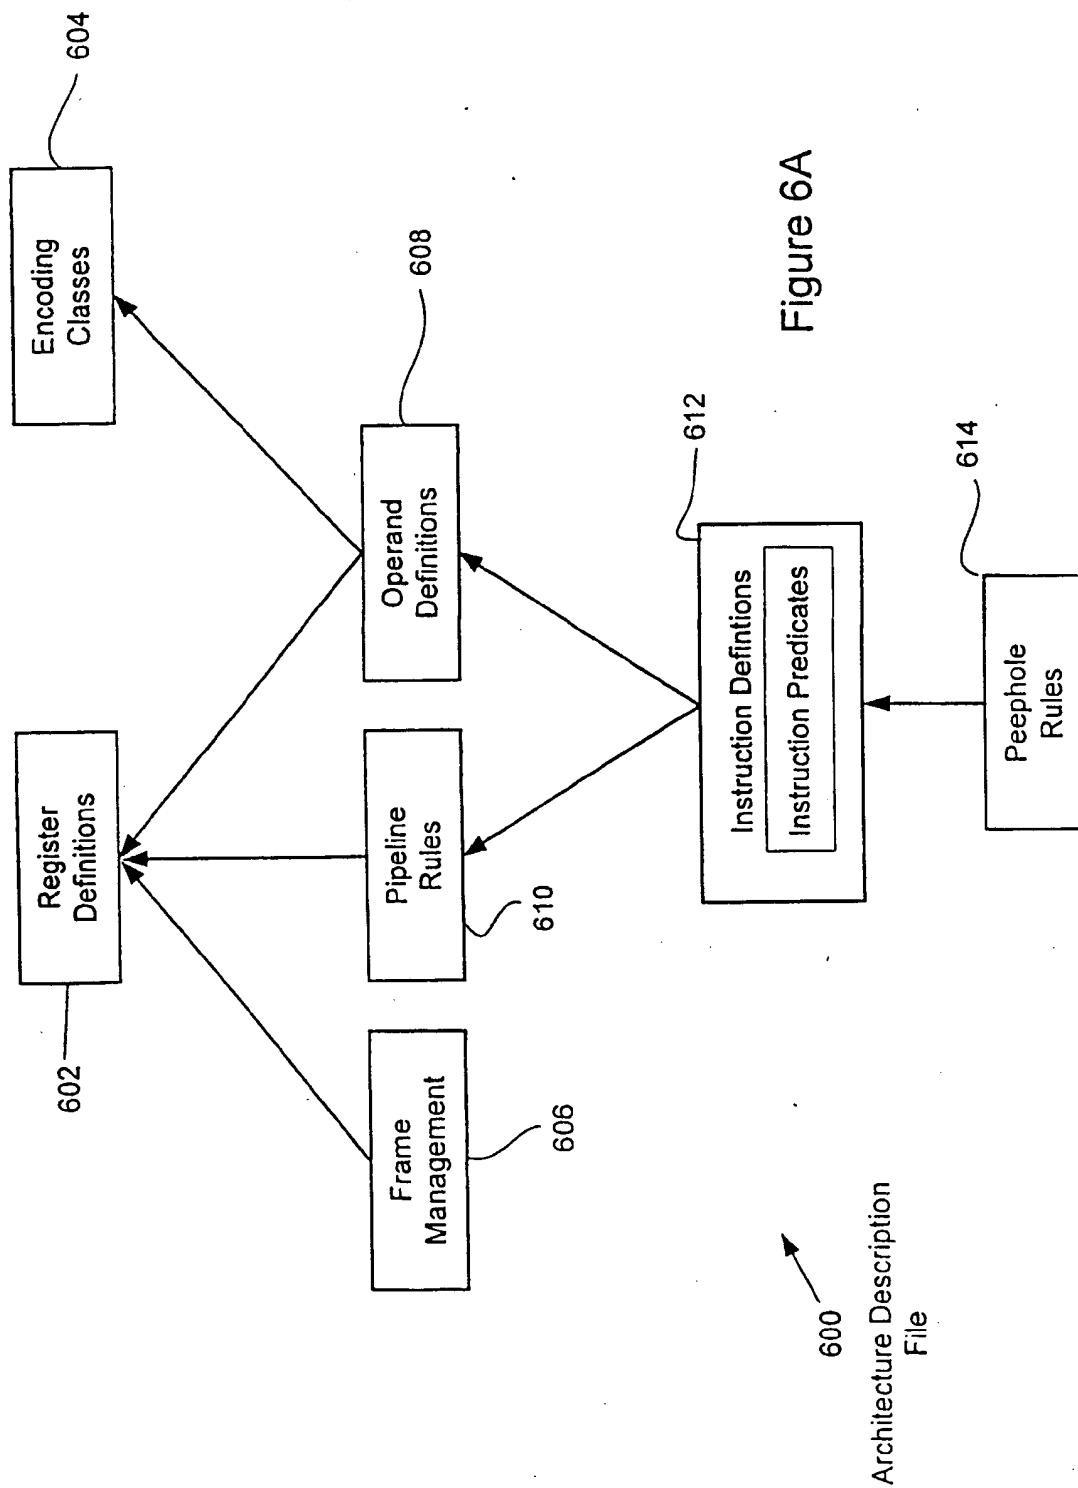 602
Register
Definitions
Encoding
Classes
604
606
Frame
Management
610
Pipeline
Rules
Operand
Definitions
608
Instruction Defintions
Instruction Predicates
612
Peephole
Rules
614
600
Architecture Description
File
Figure 6A